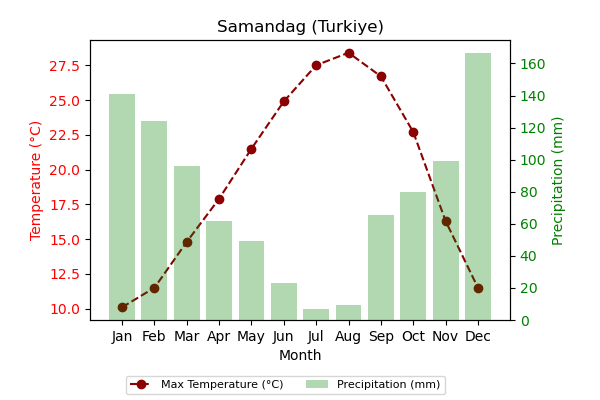 Samandag (Turkiye)
Temperature (°C)
27.5
25.0
22.5
20.0
17.5
15.0
12.5
10.0
Precipitation (mm)
160
140
120
100
80
60
40
20
0
Jan Feb Mar Apr May Jun Jul Aug Sep Oct Nov Dec
Month
Max Temperature (°C) Precipitation (mm)